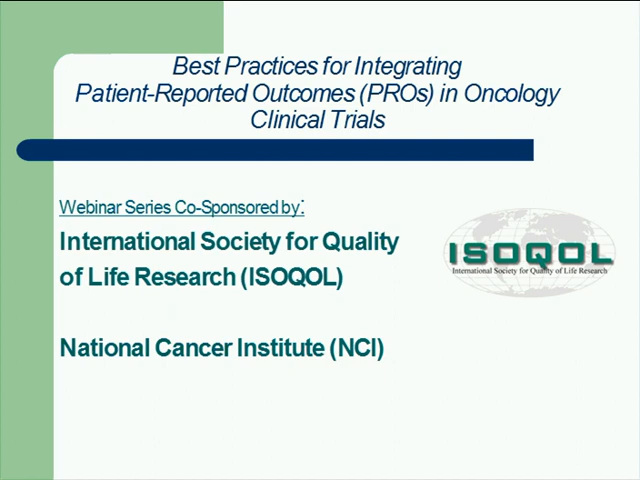 Best Practices for Integrating
Patient-Reported Outcomes (PROs) in Oncology
Clinical Trials
Webinar Series Co-Sponsored by:
International Society for Quality
of Life Research (ISOQOL)
National Cancer Institute (NCI)
ISOQOL
International Society for Quality of Life Research